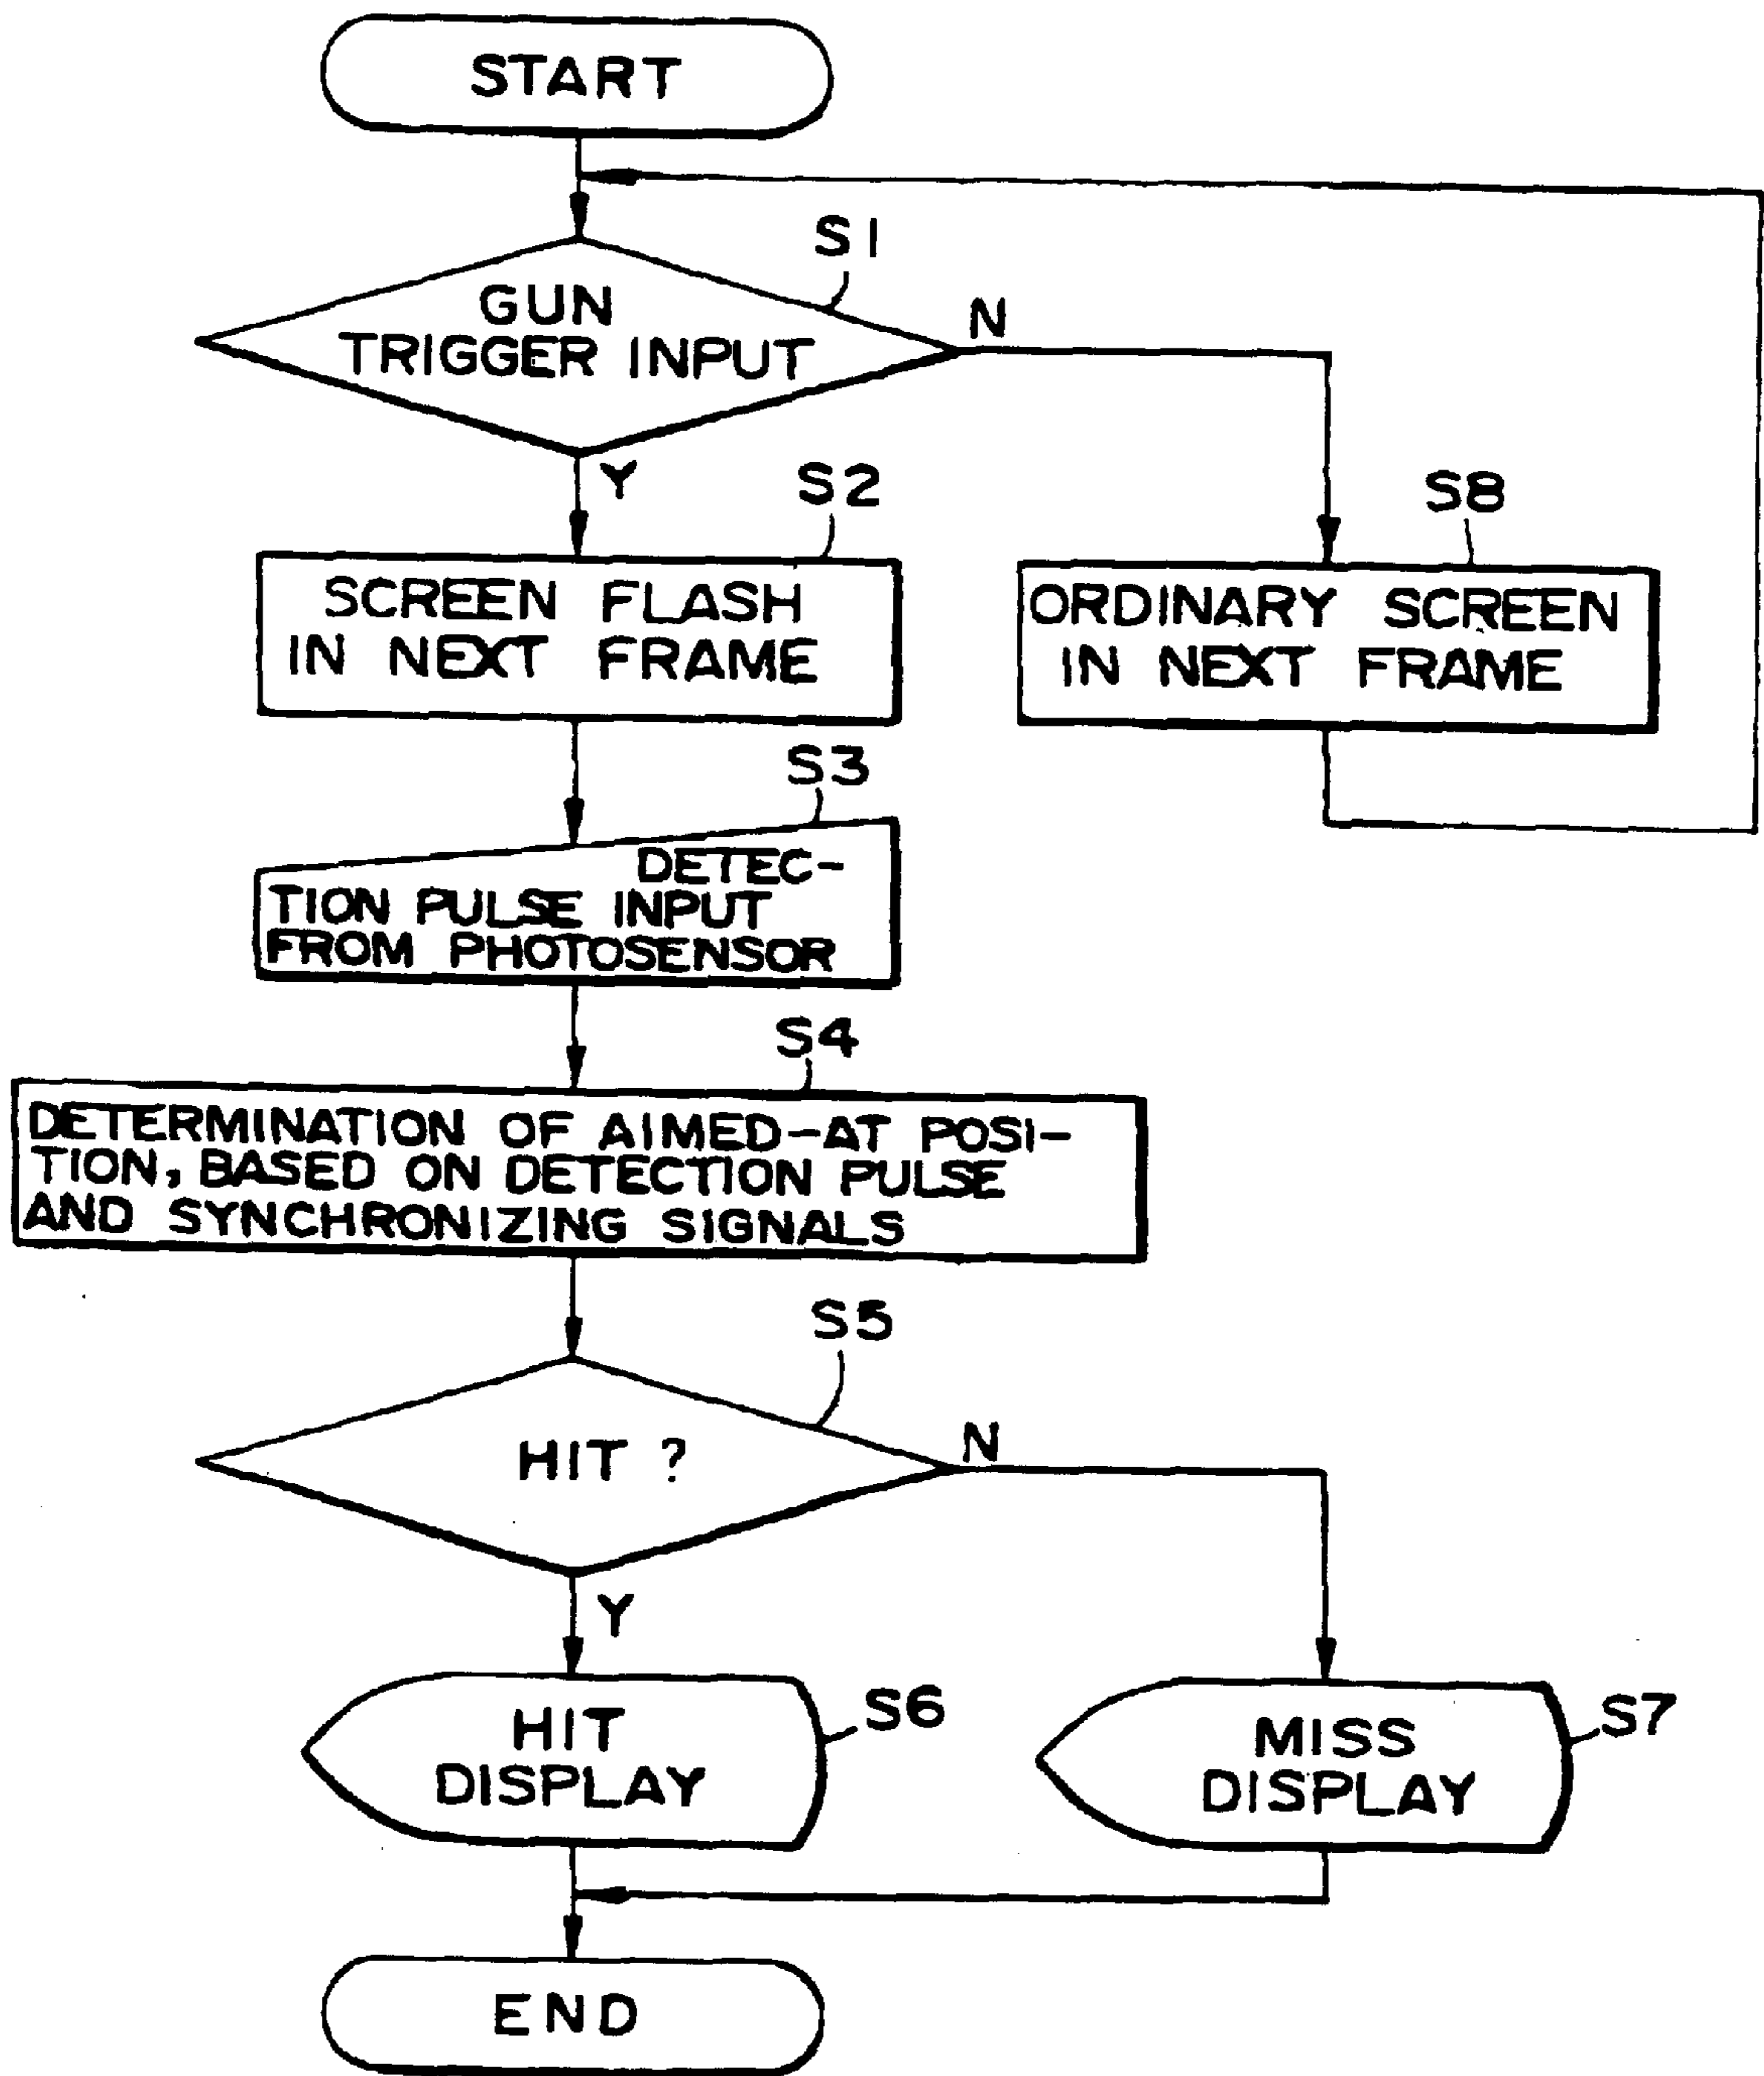 START
S1
GUN
TRIGGER INPUT
N
Y
S2
SCREEN FLASH
IN NEXT FRAME
S8
ORDINARY SCREEN
IN NEXT FRAME
S3
DETEC-
TION PULSE INPUT
FROM PHOTOSENSOR
S4
DETERMINATION OF AIMED-AT POSI-
TION, BASED ON DETECTION PULSE
AND SYNCHRONIZING SIGNALS
S5
HIT ?
N
Y
HIT
DISPLAY
S6
MISS
DISPLAY
S7
END